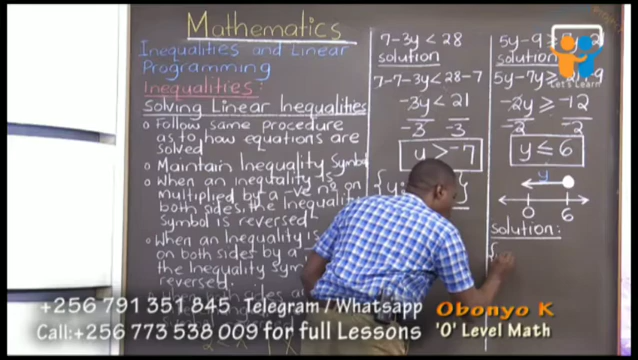 Mathematics
Inequalities and Linear
Programming
Inequalities:
Solving Linear Inequalities
o Follow same procedure
as to how equations are
solved
o Maintain Inequality Symbol
o When an inequality is
multiplied by a -ve nº on
both sides, the Inequality
symbol is reversed
o When an Inequality is
on both sides by a
the Inequality sym
reversed.
7-3y < 28
solution
7-7-3y<28-7
-3y < 21
-3 -3
y > -7
{y:
}
5y-9 ≥
21
solution
5y-7y≥
+9
-2y ≥ -12
-2 -2
y ≤ 6
y
0 6
solution:
{
Let'sLearn
+256 791 351 845 Telegram / Whatsapp
Call:+256 773 538 009 for full Lessons
Obonyo K
'O' Level Math